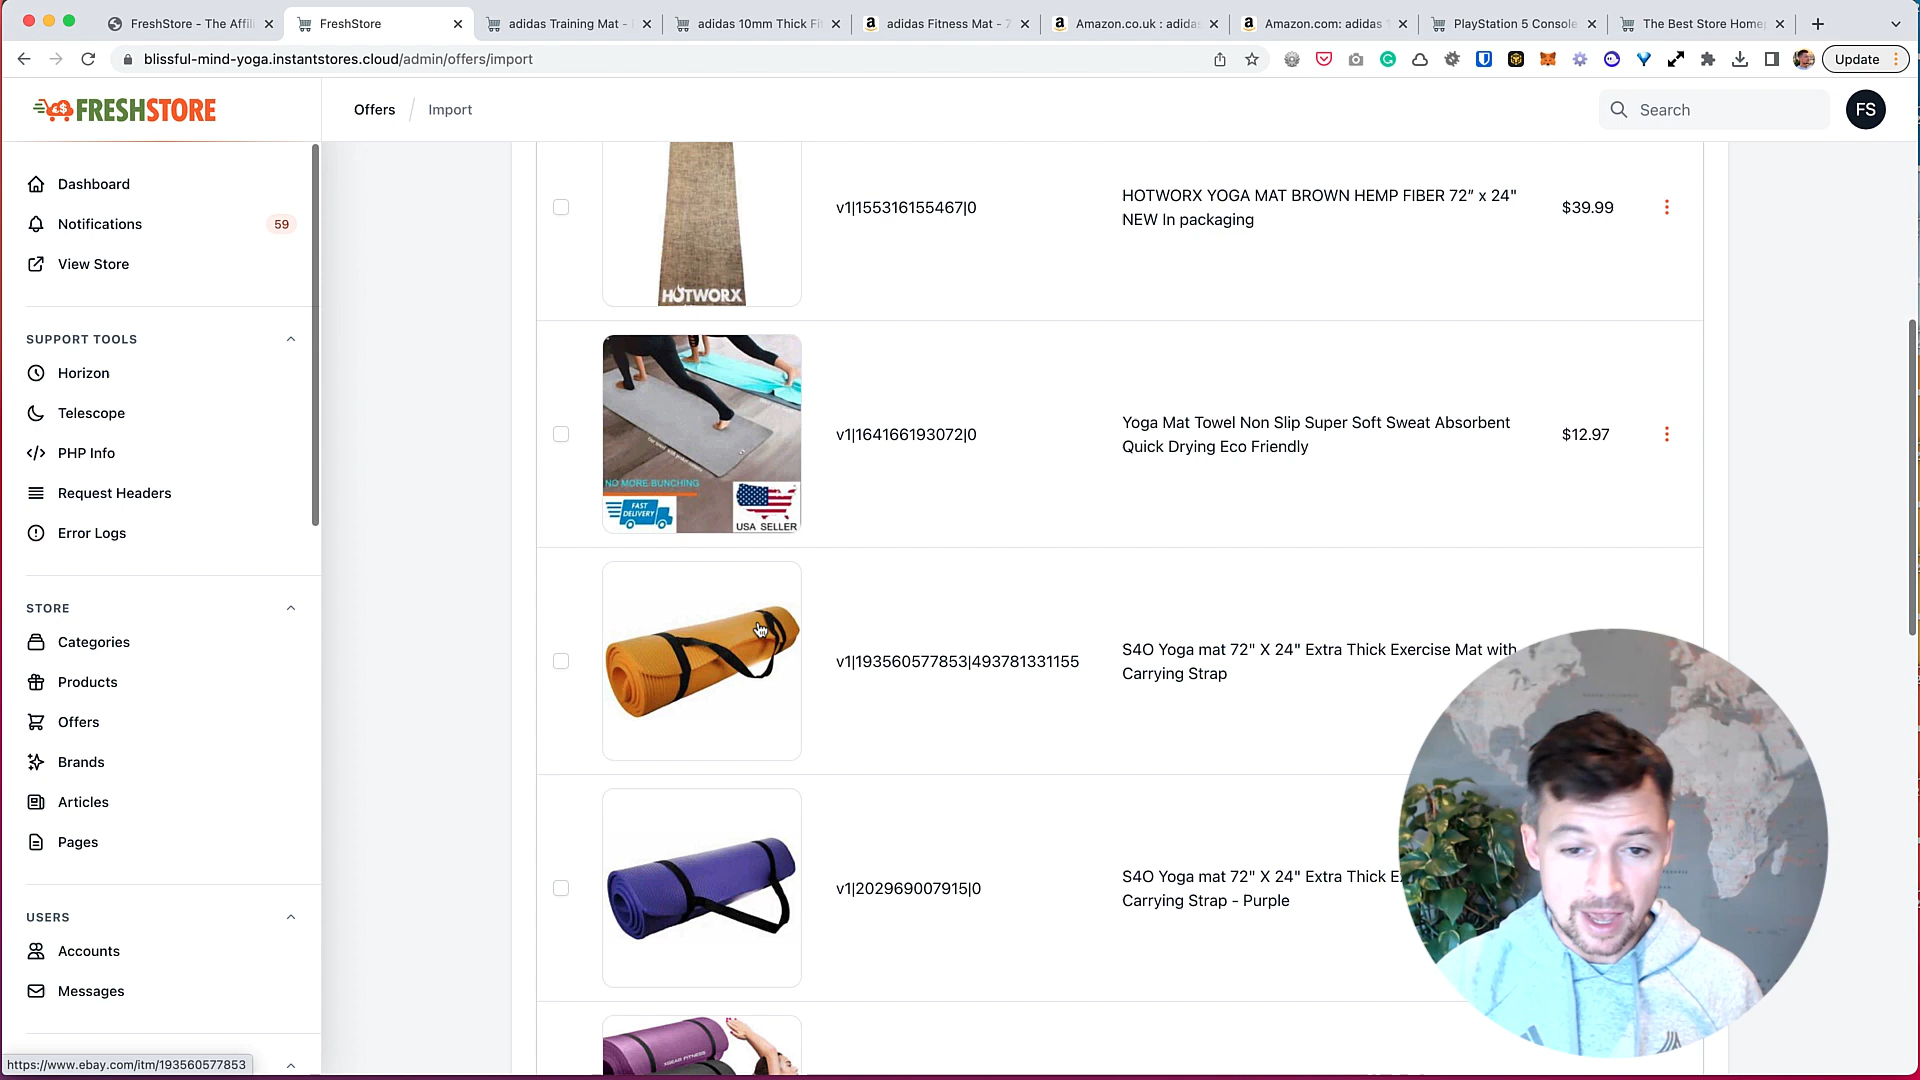 FreshStore - The Affili
FreshStore
adidas Training Mat -
adidas 10mm Thick Fi
adidas Fitness Mat - 7
Amazon.co.uk : adidas
Amazon.com: adidas 1
PlayStation 5 Console
The Best Store Home
blissful-mind-yoga.instantstores.cloud/admin/offers/import
Update
FRESHSTORE
Offers / Import
Search
FS
Dashboard
Notifications
59
View Store
SUPPORT TOOLS
Horizon
Telescope
PHP Info
Request Headers
Error Logs
STORE
Categories
Products
Offers
Brands
Articles
Pages
USERS
Accounts
Messages
https://www.ebay.com/itm/193560577853
HOTWORX
v1|155316155467|0
HOTWORX YOGA MAT BROWN HEMP FIBER 72” x 24"
NEW In packaging
$39.99
NO MORE BUNCHING
FAST
DELIVERY
USA SELLER
v1|164166193072|0
Yoga Mat Towel Non Slip Super Soft Sweat Absorbent
Quick Drying Eco Friendly
$12.97
v1|193560577853|493781331155
S4O Yoga mat 72" X 24" Extra Thick Exercise Mat with
Carrying Strap
v1|202969007915|0
S4O Yoga mat 72" X 24" Extra Thick E
Carrying Strap - Purple